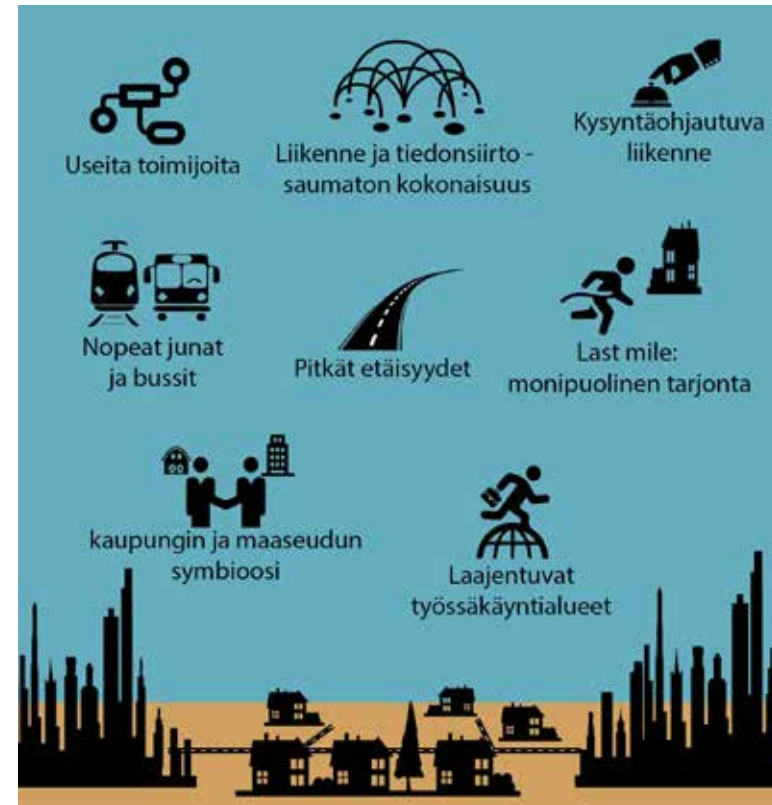 Useita toimijoita
Liikenne ja tiedonsiirto -
saumaton kokonaisuus
Kysyntäohjautuva
liikenne
Nopeat junat
ja bussit
Pitkät etäisyydet
Last mile:
monipuolinen tarjonta
kaupungin ja maaseudun
symbioosi
Laajentuvat
työssäkäyntialueet